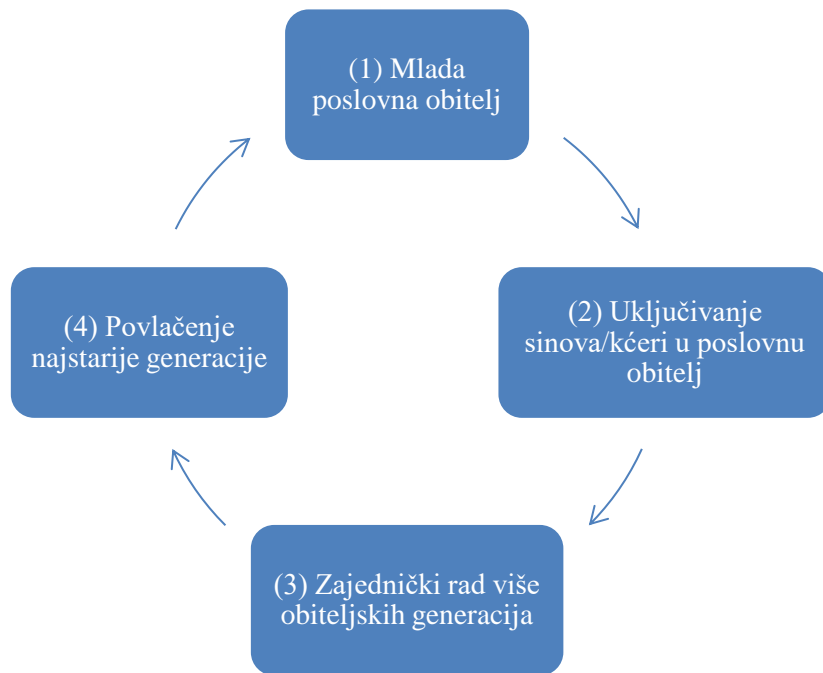 (1) Mlada
poslovna obitelj
(2) Uključivanje
sinova/kćeri u poslovnu
obitelj
(3) Zajednički rad više
obiteljskih generacija
(4) Povlačenje
najstarije generacije